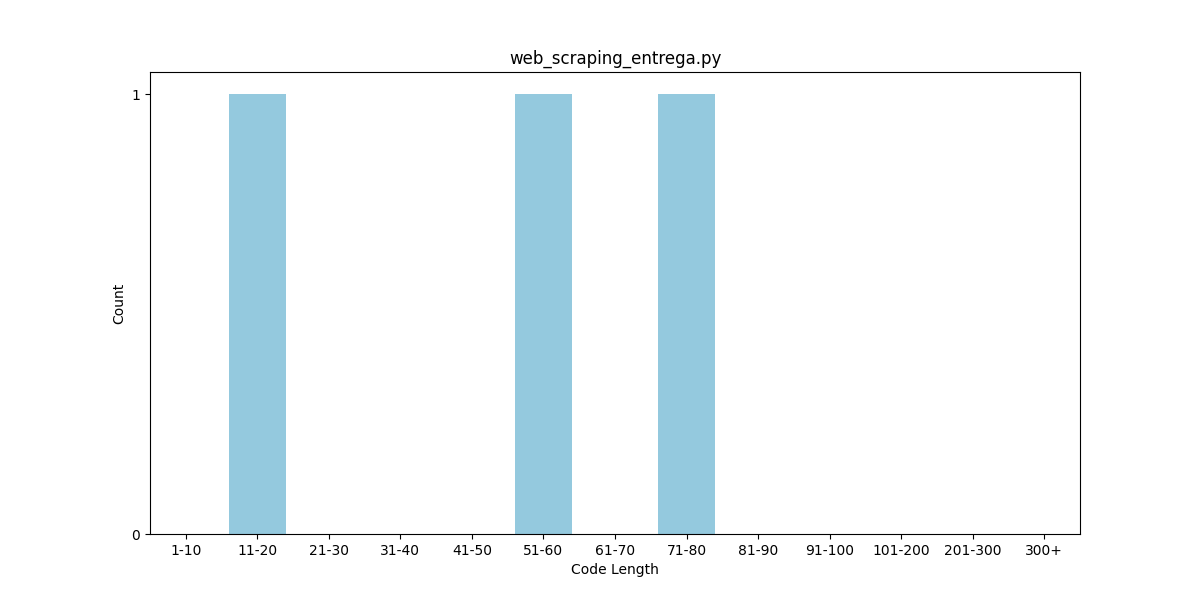 web_scraping_entrega.py
1
Count
0
1-10 11-20 21-30 31-40 41-50 51-60 61-70 71-80 81-90 91-100 101-200 201-300 300+
Code Length